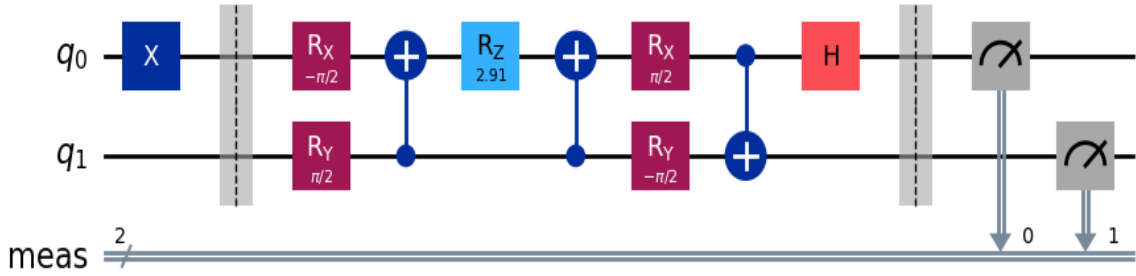 q0 X RX -π/2 RZ 2.91 RX π/2 H
q1 RY π/2 RY -π/2
2 0 1
meas